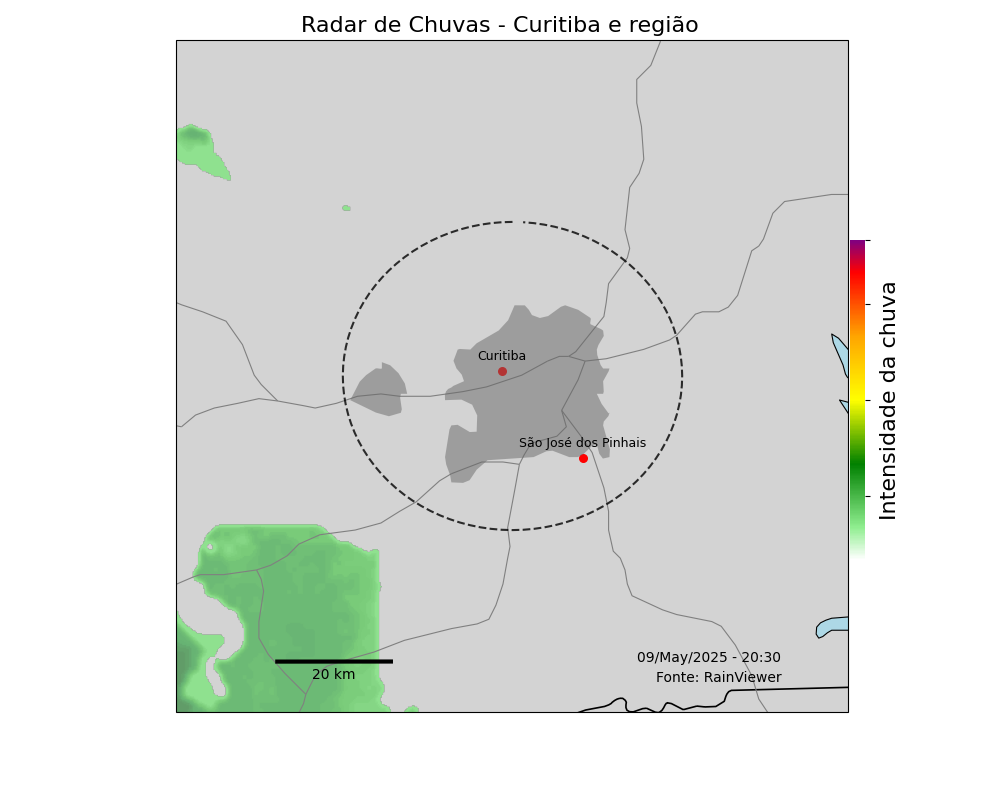 Radar de Chuvas - Curitiba e região
Curitiba
São José dos Pinhais
Intensidade da chuva
09/May/2025 - 20:30
Fonte: RainViewer
20 km